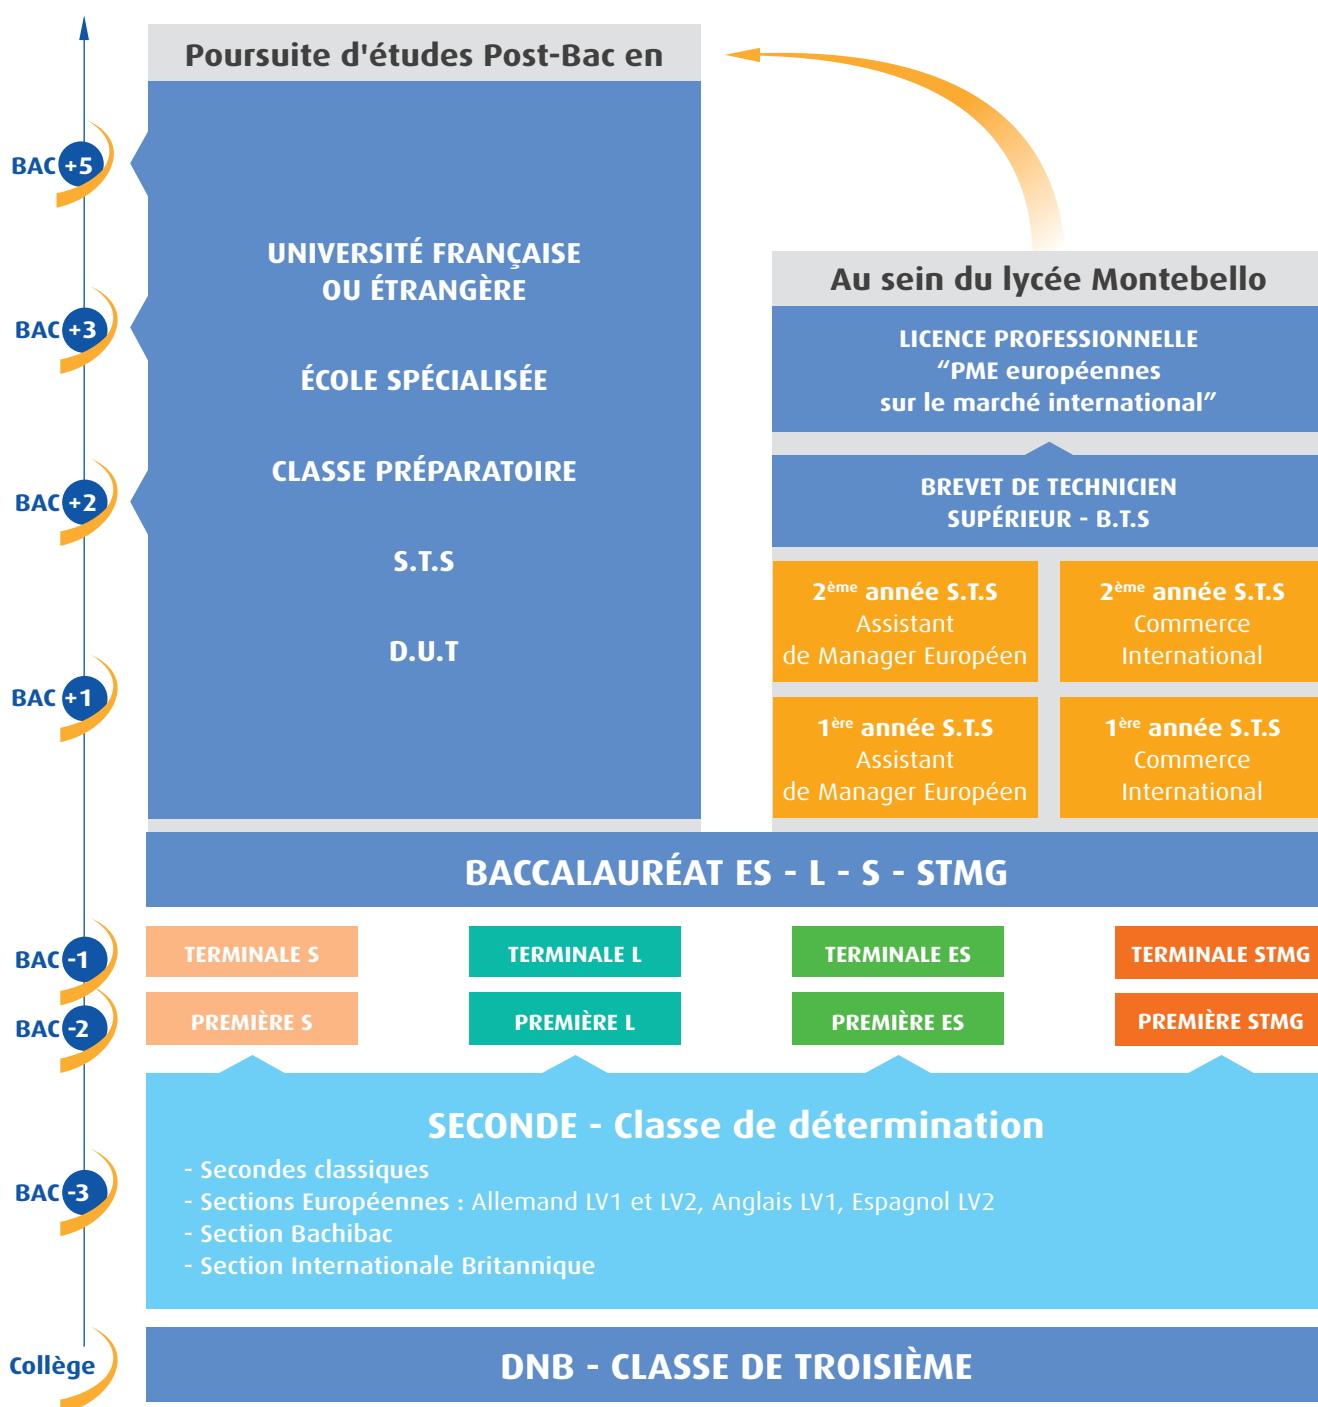 Poursuite d'études Post-Bac en
BAC +5
UNIVERSITÉ FRANÇAISE
OU ÉTRANGÈRE
BAC +3
ÉCOLE SPÉCIALISÉE
CLASSE PRÉPARATOIRE
BAC +2
S.T.S
D.U.T
BAC +1
Au sein du lycée Montebello
LICENCE PROFESSIONNELLE
“PME européennes
sur le marché international”
BREVET DE TECHNICIEN
SUPÉRIEUR - B.T.S
2ème année S.T.S
Assistant
de Manager Européen
2ème année S.T.S
Commerce
International
1ère année S.T.S
Assistant
de Manager Européen
1ère année S.T.S
Commerce
International
BACCALAURÉAT ES - L - S - STMG
BAC -1
TERMINALE S
TERMINALE L
TERMINALE ES
TERMINALE STMG
BAC -2
PREMIÈRE S
PREMIÈRE L
PREMIÈRE ES
PREMIÈRE STMG
SECONDE - Classe de détermination
BAC -3
- Secondes classiques
- Sections Européennes : Allemand LV1 et LV2, Anglais LV1, Espagnol LV2
- Section Bachibac
- Section Internationale Britannique
Collège
DNB - CLASSE DE TROISIÈME